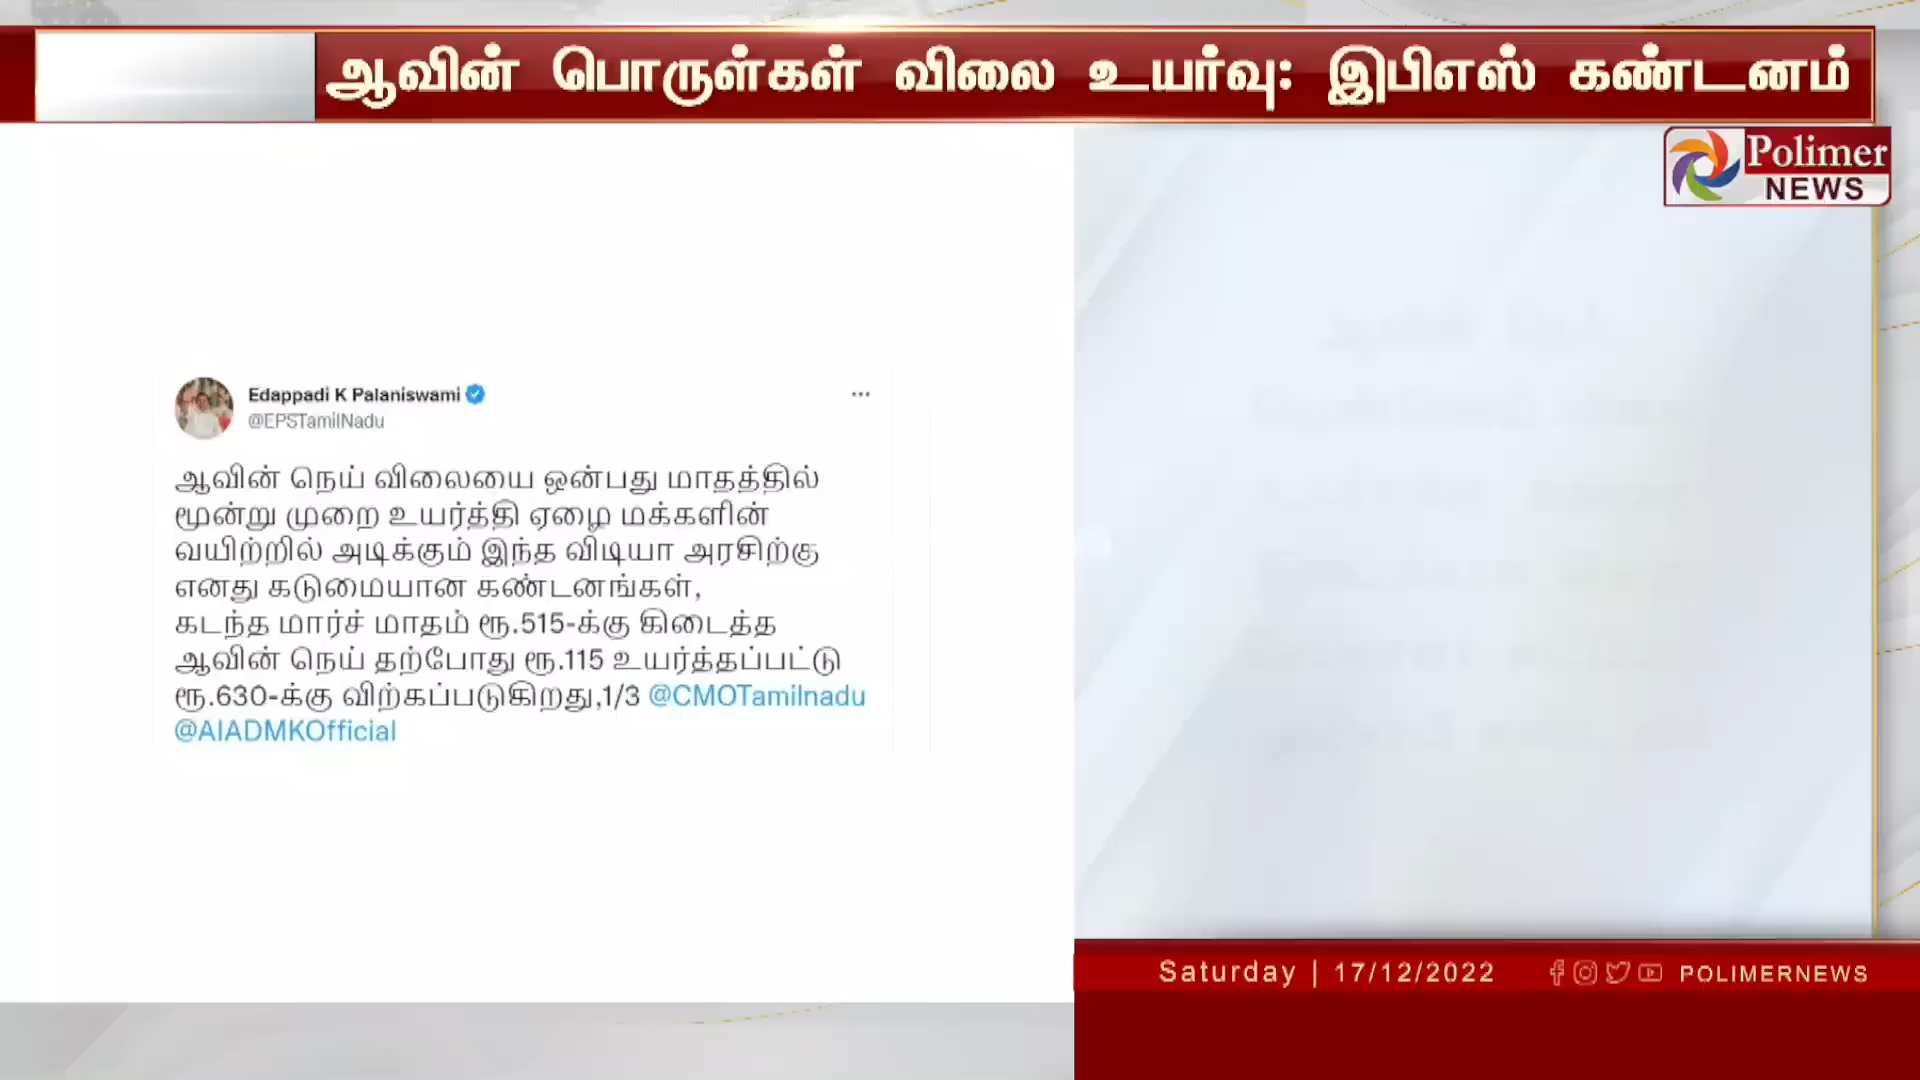 ஆவின் பொருள்கள் விலை உயர்வு: இபிஎஸ் கண்டனம்
Polimer
NEWS
Edappadi K Palaniswami
@EPSTamilNadu
ஆவின் நெய் விலையை ஒன்பது மாதத்தில்
மூன்று முறை உயர்த்தி ஏழை மக்களின்
வயிற்றில் அடிக்கும் இந்த விடியா அரசிற்கு
எனது கடுமையான கண்டனங்கள்,
கடந்த மார்ச் மாதம் ரூ.515-க்கு கிடைத்த
ஆவின் நெய் தற்போது ரூ.115 உயர்த்தப்பட்டு
ரூ.630-க்கு விற்கப்படுகிறது,1/3 @CMOTamilnadu
@AIADMKOfficial
Saturday | 17/12/2022 POLIMERNEWS